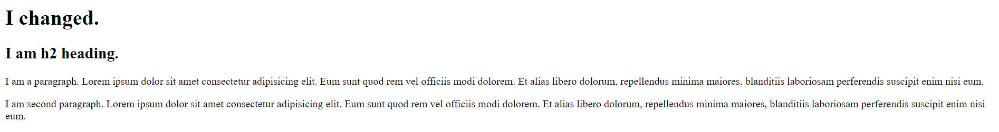 I changed.
I am h2 heading.
I am a paragraph. Lorem ipsum dolor sit amet consectetur adipisicing elit. Eum sunt quod rem vel officiis modi dolorem. Et alias libero dolorum, repellendus minima maiores, blanditiis laboriosam perferendis suscipit enim nisi eum.
I am second paragraph. Lorem ipsum dolor sit amet consectetur adipisicing elit. Eum sunt quod rem vel officiis modi dolorem. Et alias libero dolorum, repellendus minima maiores, blanditiis laboriosam perferendis suscipit enim nisi
eum.